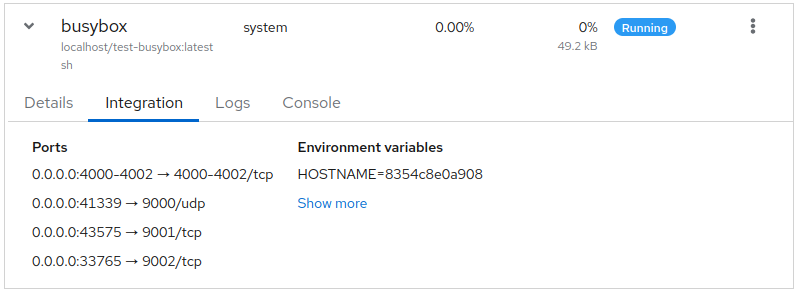 busybox system 0.00% 0% Running
localhost/test-busybox:latest 49.2 kB
sh
Details Integration Logs Console
Ports Environment variables
0.0.0.0:4000-4002 → 4000-4002/tcp HOSTNAME=8354c8e0a908
0.0.0.0:41339 → 9000/udp Show more
0.0.0.0:43575 → 9001/tcp
0.0.0.0:33765 → 9002/tcp